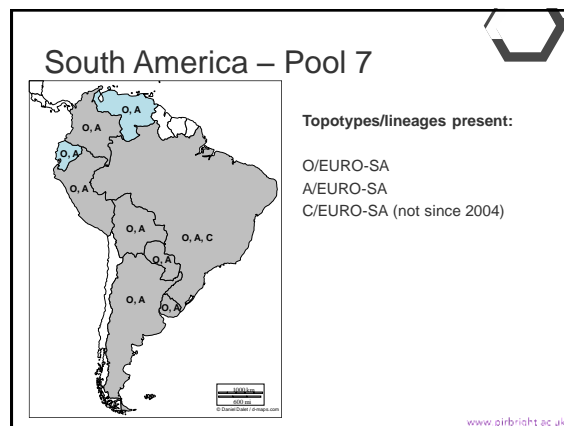 South America – Pool 7
Topotypes/lineages present:
O/EURO-SA
A/EURO-SA
C/EURO-SA (not since 2004)
O, A
O, A
O, A
O, A
O, A
O, A, C
O, A
O, A
O, A
1000 km
600 mi
© Daniel Dalet / d-maps.com
www.pirbright.ac.uk